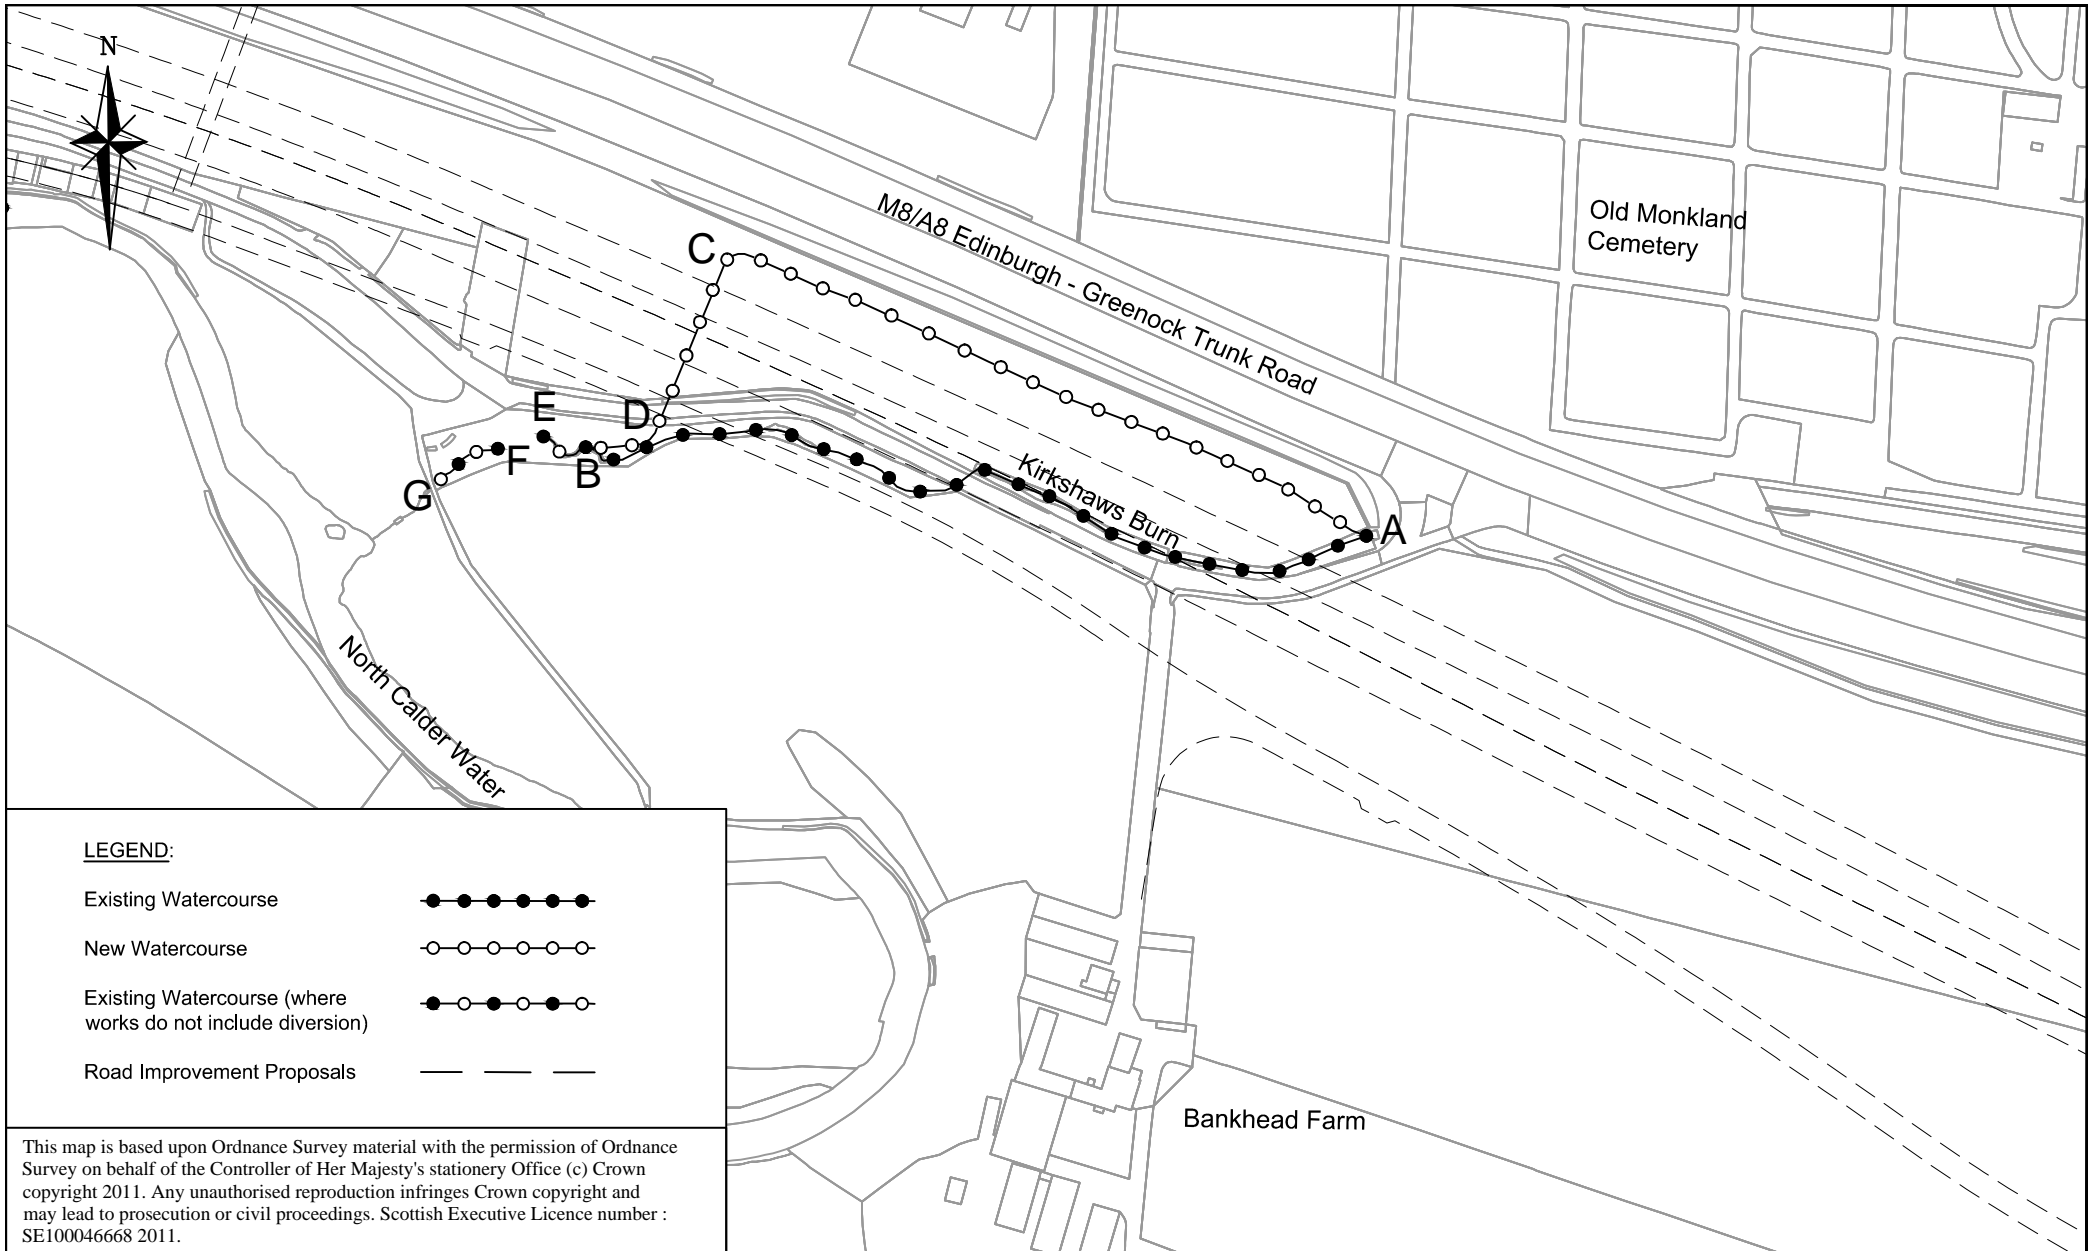 N
C
M8/A8 Edinburgh - Greenock Trunk Road
Old Monkland
Cemetery
E
D
F
B
G
Kirkshaws Burn
A
North Calder Water
LEGEND:
Existing Watercourse
New Watercourse
Existing Watercourse (where
works do not include diversion)
Road Improvement Proposals
Bankhead Farm
This map is based upon Ordnance Survey material with the permission of Ordnance
Survey on behalf of the Controller of Her Majesty's stationery Office (c) Crown
copyright 2011. Any unauthorised reproduction infringes Crown copyright and
may lead to prosecution or civil proceedings. Scottish Executive Licence number :
SE100046668 2011.